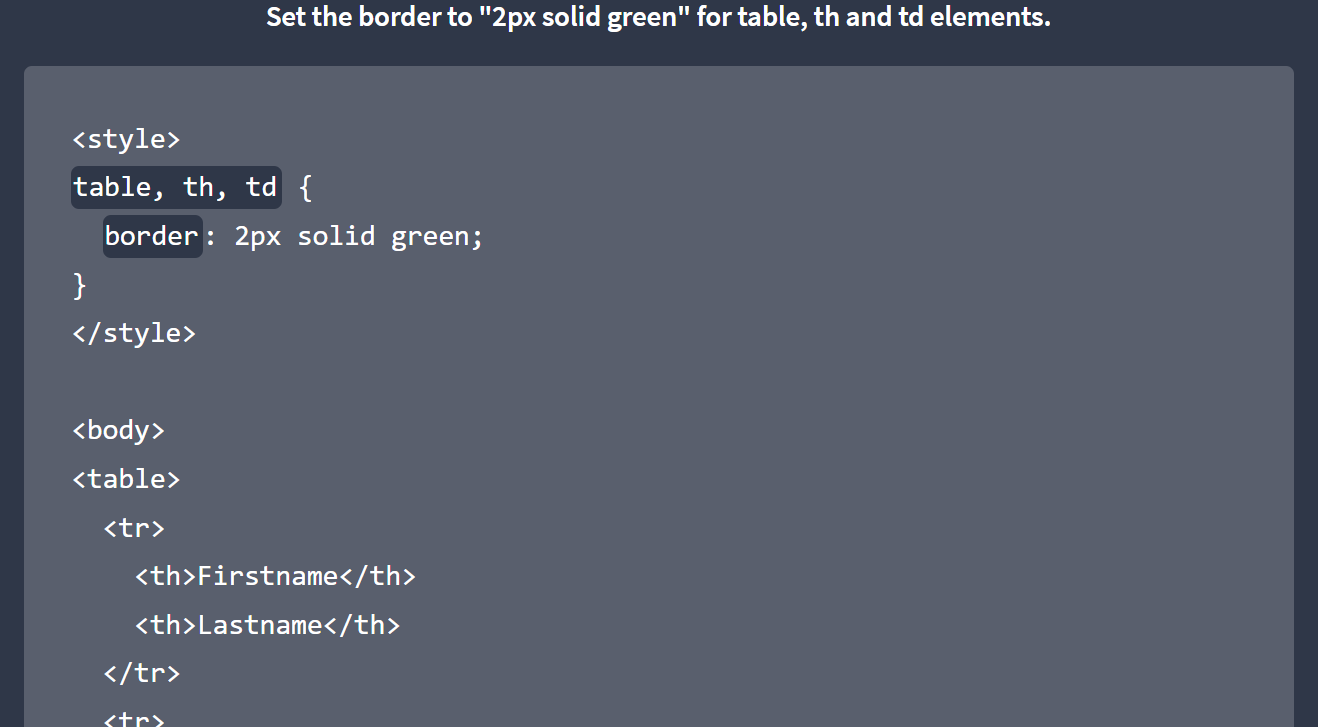 Set the border to "2px solid green" for table, th and td elements.
<style>
table, th, td {
  border: 2px solid green;
}
</style>
<body>
<table>
  <tr>
    <th>Firstname</th>
    <th>Lastname</th>
  </tr>
  <tr>